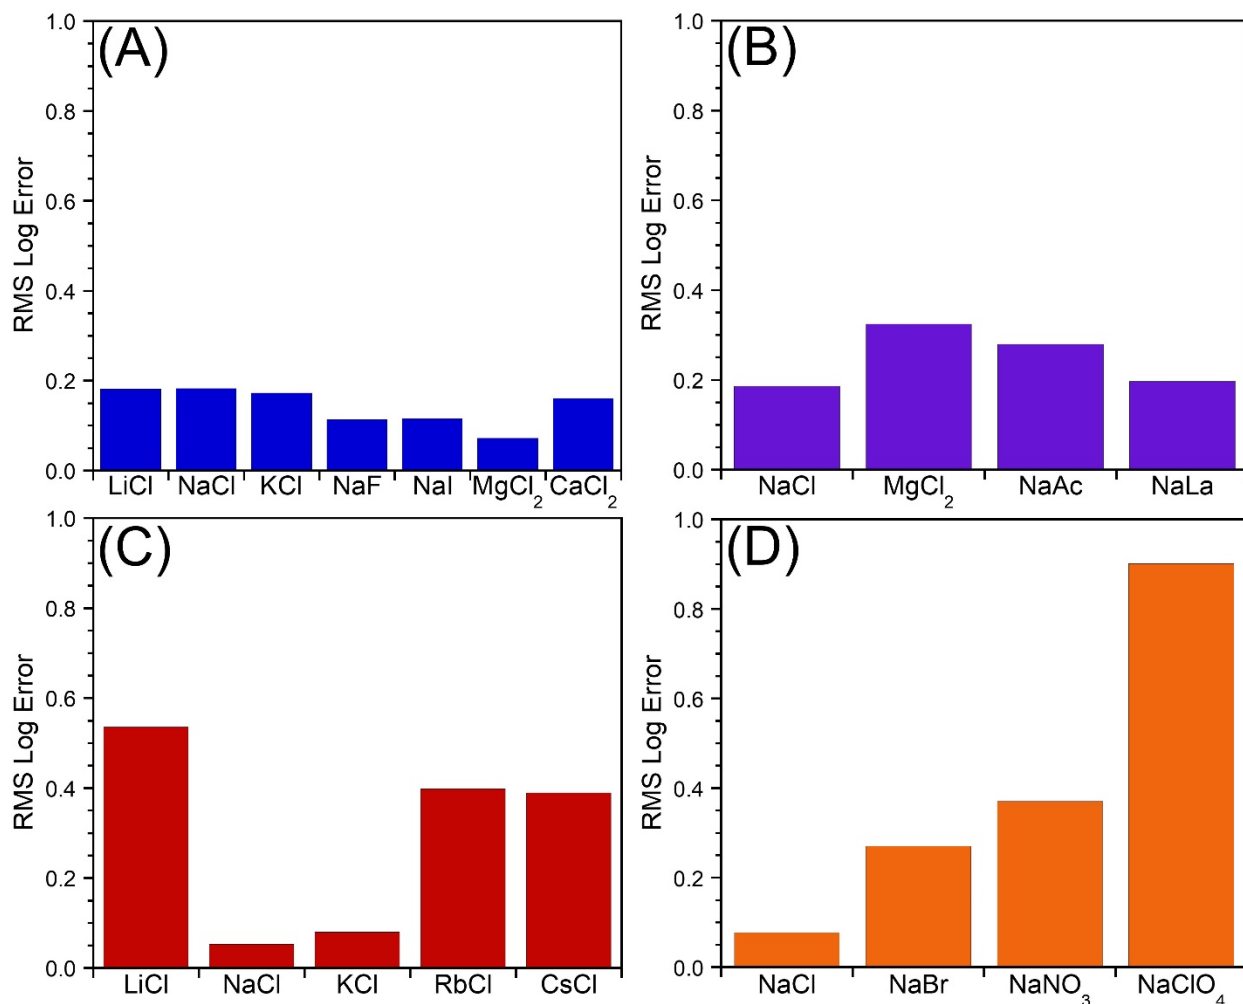 (A)
RMS Log Error
1.0
0.8
0.6
0.4
0.2
0.0
LiCl NaCl KCl NaF NaI MgCl₂ CaCl₂
(B)
RMS Log Error
1.0
0.8
0.6
0.4
0.2
0.0
NaCl MgCl₂ NaAc NaLa
(C)
RMS Log Error
1.0
0.8
0.6
0.4
0.2
0.0
LiCl NaCl KCl RbCl CsCl
(D)
RMS Log Error
1.0
0.8
0.6
0.4
0.2
0.0
NaCl NaBr NaNO₃ NaClO₄